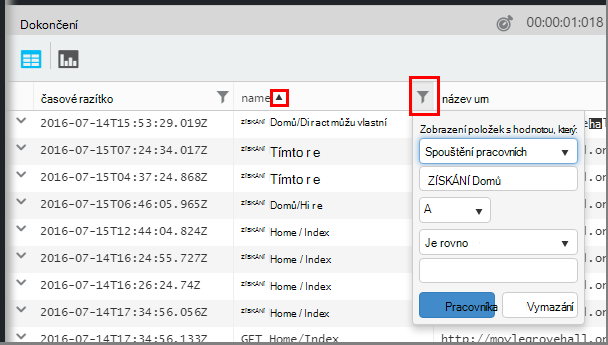 Dokončení 00:00:01:018
časové razítko name název um
2016-07-14T15:53:29.019Z ZÍSKÁNÍ Domů/Diract můžu vlastní hal
Zobrazení položek s hodnotou, který:
2016-07-15T07:24:34.017Z ZÍSKÁNÍ Tímto r e
Spouštění pracovních
2016-07-15T04:37:24.868Z ZÍSKÁNÍ Tímto r e
ZÍSKÁNÍ Domů
2016-07-15T06:46:05.965Z ZÍSKÁNÍ Domů/Hi r e
A
2016-07-15T12:44:04.824Z ZÍSKÁNÍ Home / Index
Je rovno
2016-07-14T16:24:55.727Z ZÍSKÁNÍ Home / Index
2016-07-14T16:26:24.74Z ZÍSKÁNÍ Home / Index
2016-07-14T17:34:56.056Z ZÍSKÁNÍ Home / Index
Pracovníka Vymazání
2016-07-14T17:34:56.133Z GET Home/Index http://moylegrovehall.or